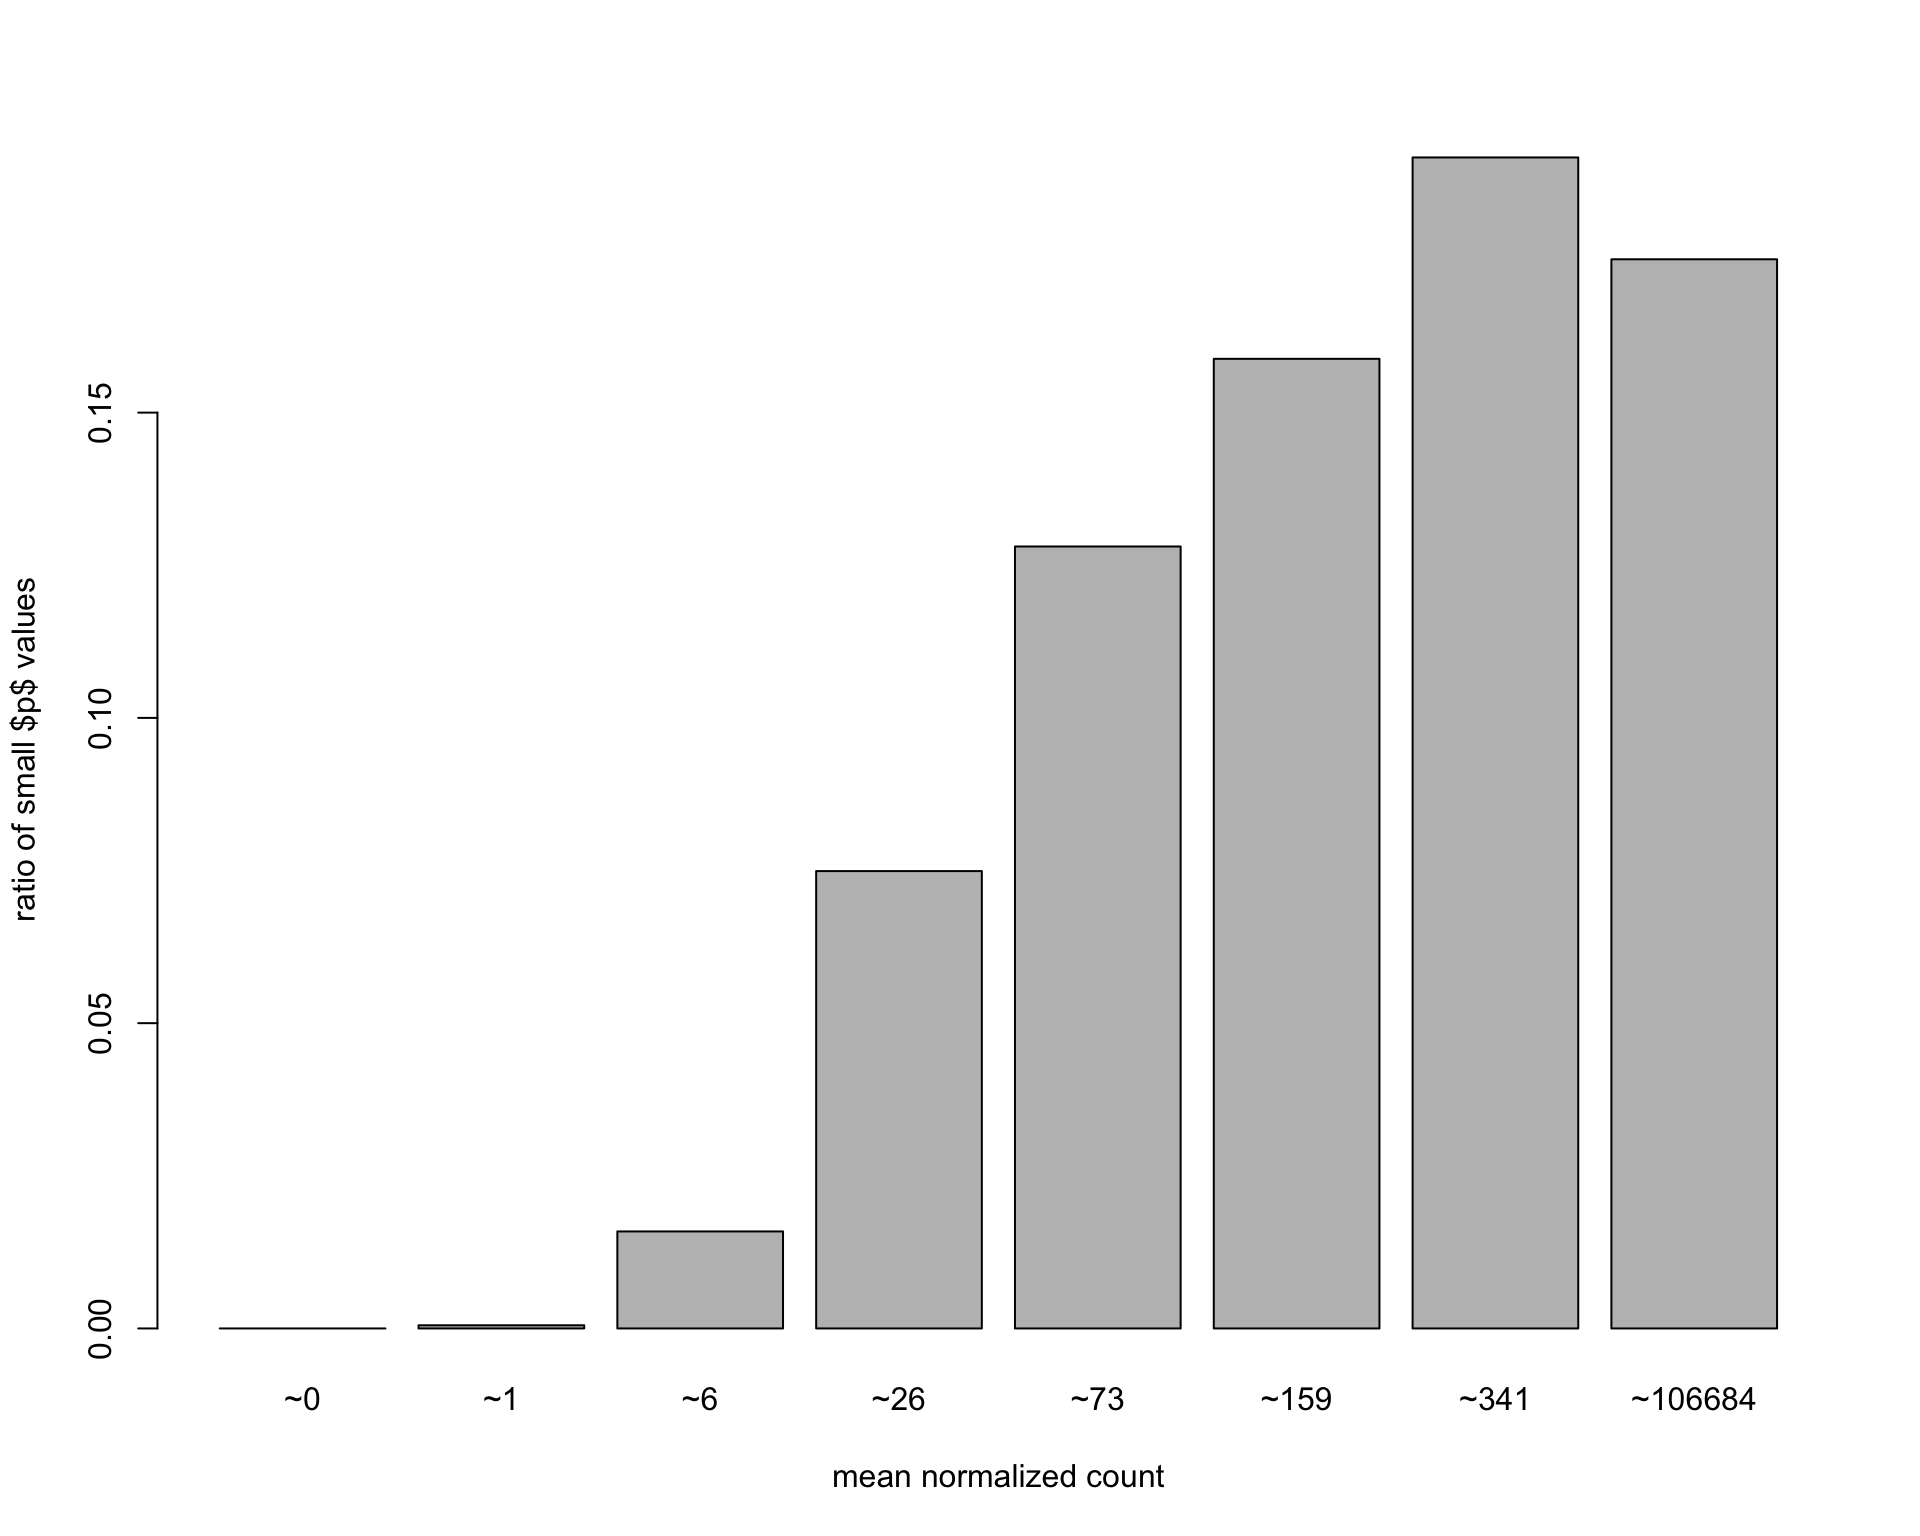 ratio of small $p$ values
0.15
0.10
0.05
0.00
~0 ~1 ~6 ~26 ~73 ~159 ~341 ~106684
mean normalized count